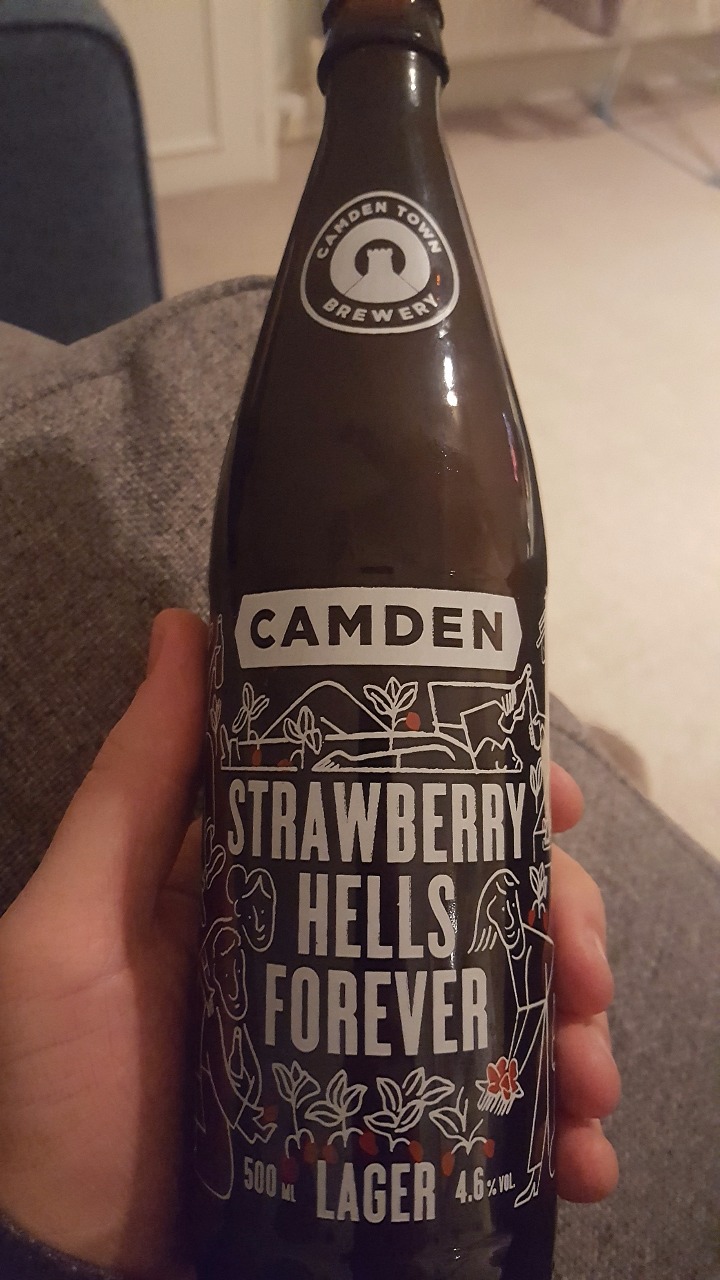 CAMDEN TOWN
BREWERY
CAMDEN
STRAWBERRY
HELLS
FOREVER
500 ML LAGER 4.6% VOL.